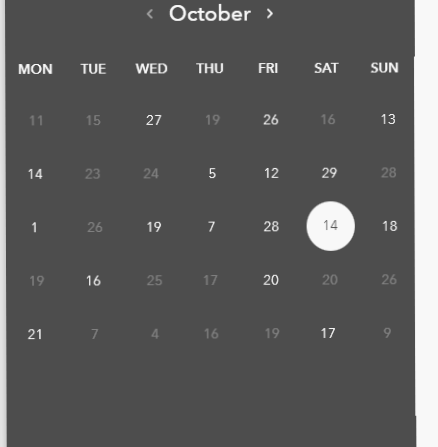 ‹ October ›
MON TUE WED THU FRI SAT SUN
11 15 27 19 26 16 13
14 23 24 5 12 29 28
1 26 19 7 28 14 18
19 16 25 17 20 20 26
21 7 4 16 19 17 9